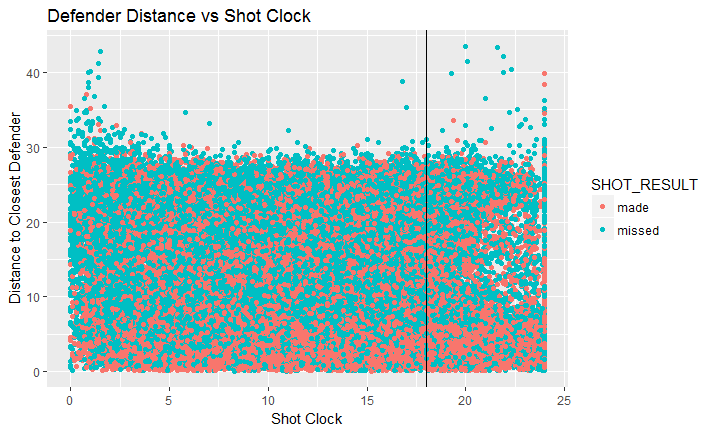 Defender Distance vs Shot Clock
Distance to Closest Defender
40
30
20
10
0
0 5 10 15 20 25
Shot Clock
SHOT_RESULT
made
missed